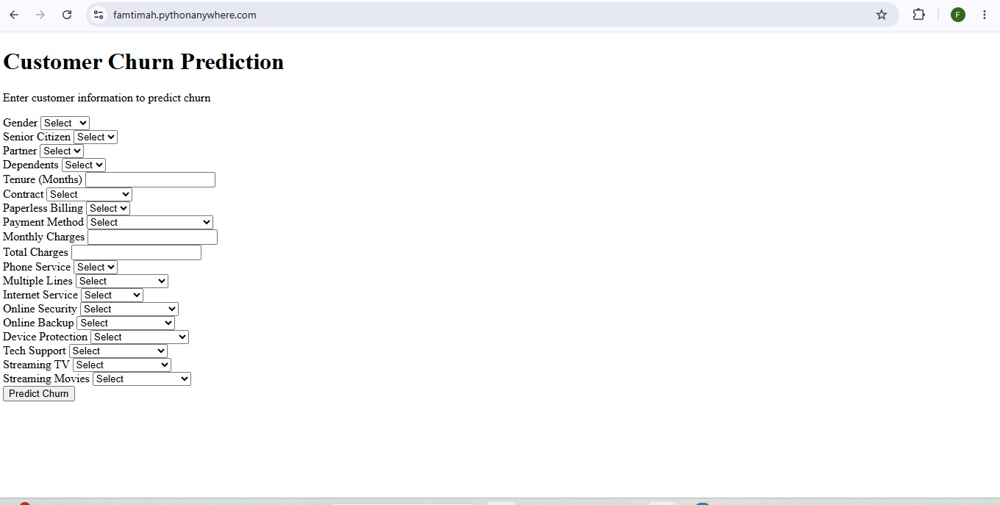 famtimah.pythonanywhere.com
F
Customer Churn Prediction
Enter customer information to predict churn
Gender Select
Senior Citizen Select
Partner Select
Dependents Select
Tenure (Months)
Contract Select
Paperless Billing Select
Payment Method Select
Monthly Charges
Total Charges
Phone Service Select
Multiple Lines Select
Internet Service Select
Online Security Select
Online Backup Select
Device Protection Select
Tech Support Select
Streaming TV Select
Streaming Movies Select
Predict Churn